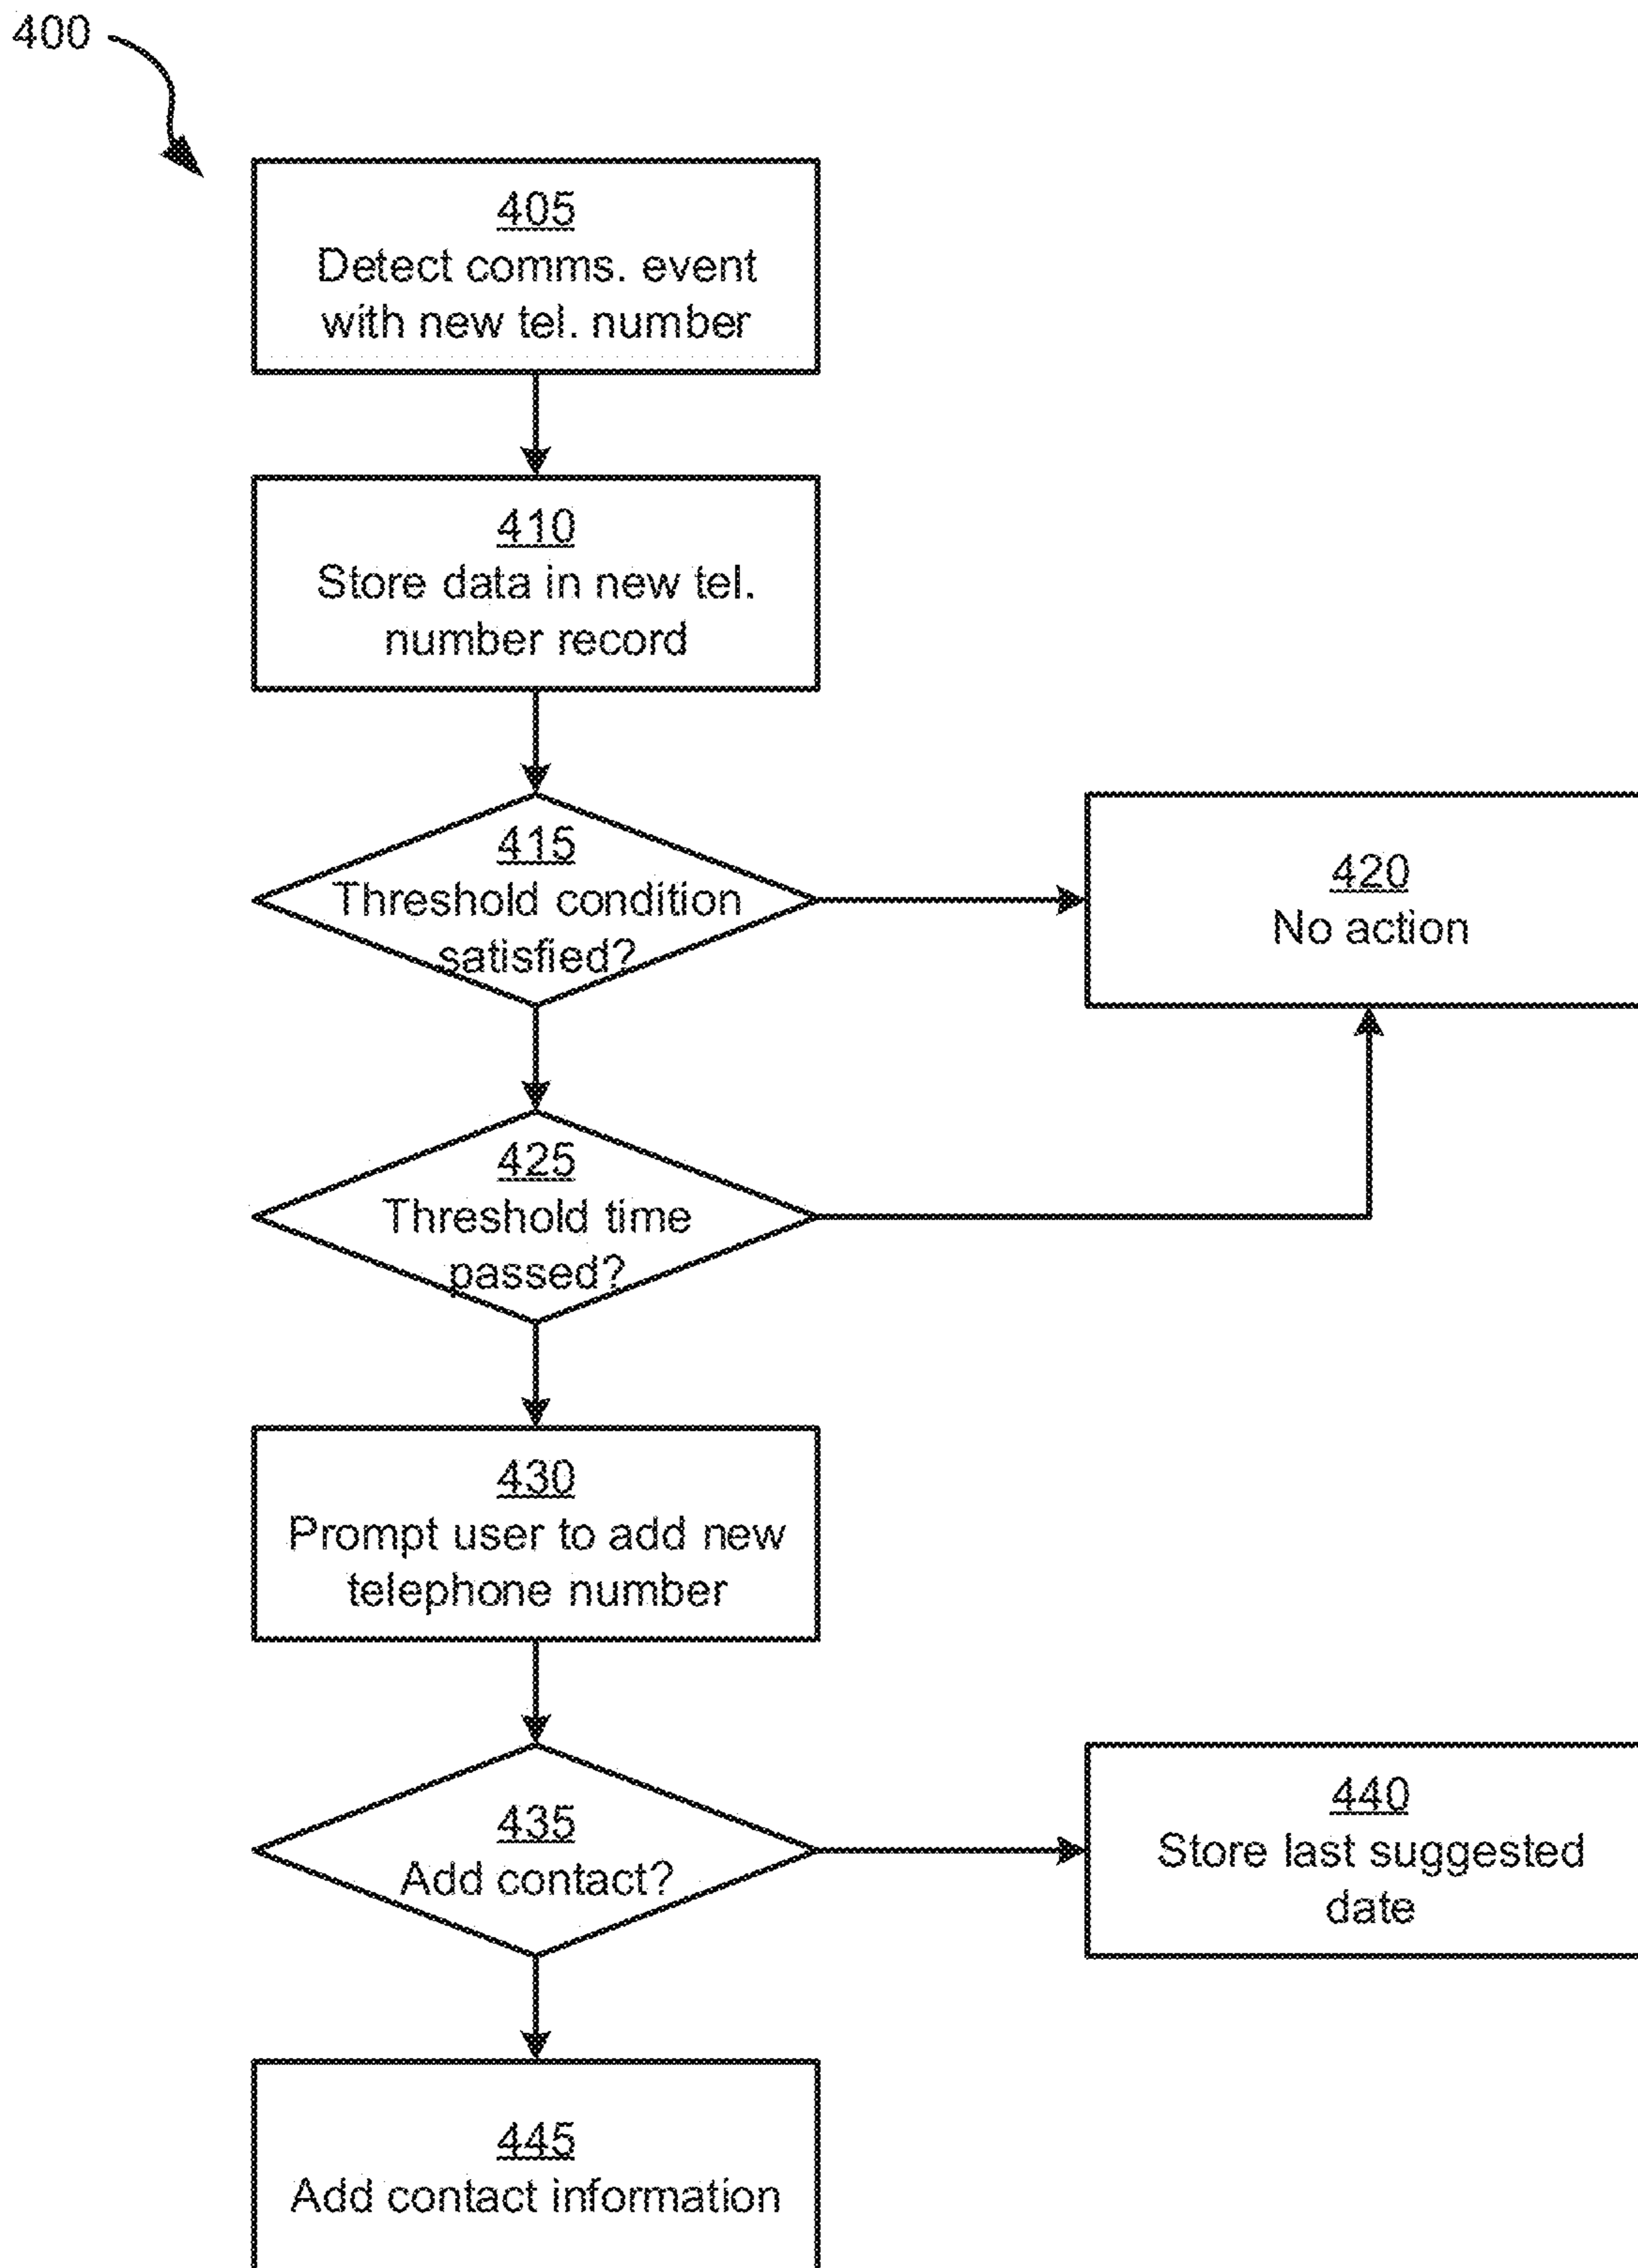 400
405
Detect comms. event
with new tel. number
410
Store data in new tel.
number record
415
Threshold condition
satisfied?
420
No action
425
Threshold time
passed?
430
Prompt user to add new
telephone number
435
Add contact?
440
Store last suggested
date
445
Add contact information